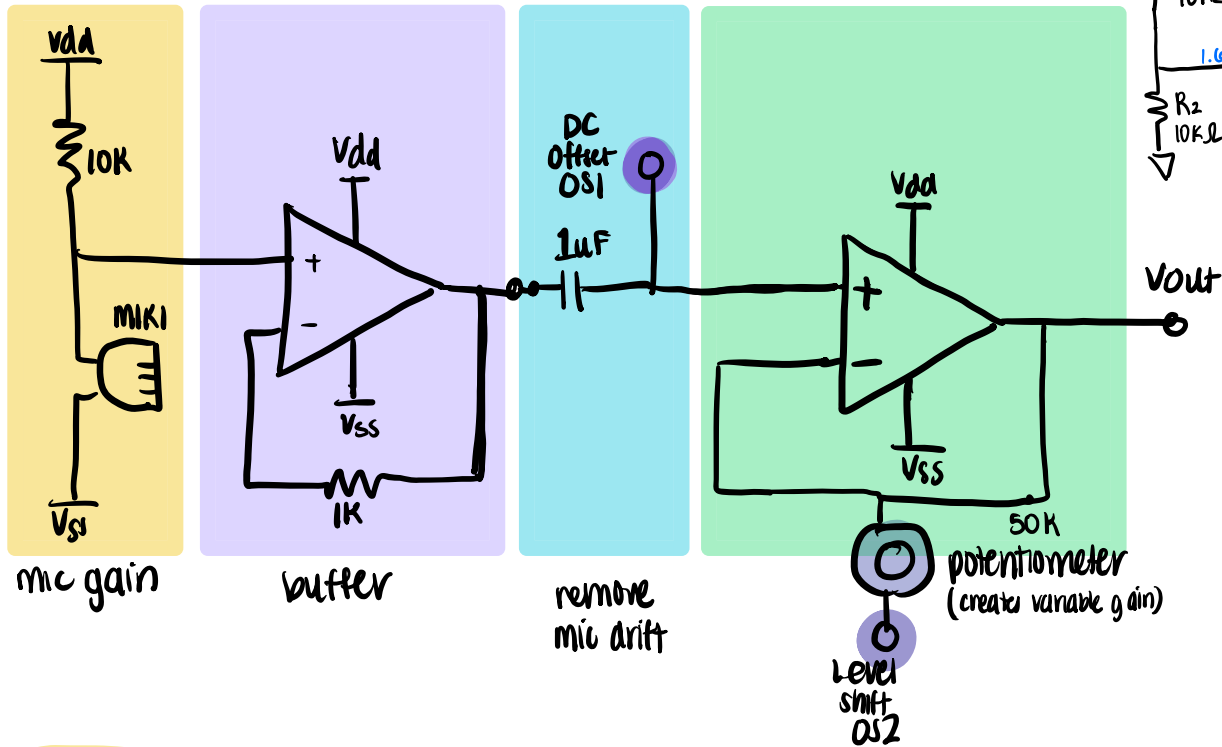 Vdd
10K
MIK1
Vss
mic gain
Vdd
+
-
Vss
1K
buffer
DC
Offset
OS1
1uF
remove
mic drift
Vdd
+
-
Vss
Vout
50K
potentiometer
(creates variable gain)
Level
shift
OS2
R2
10KΩ